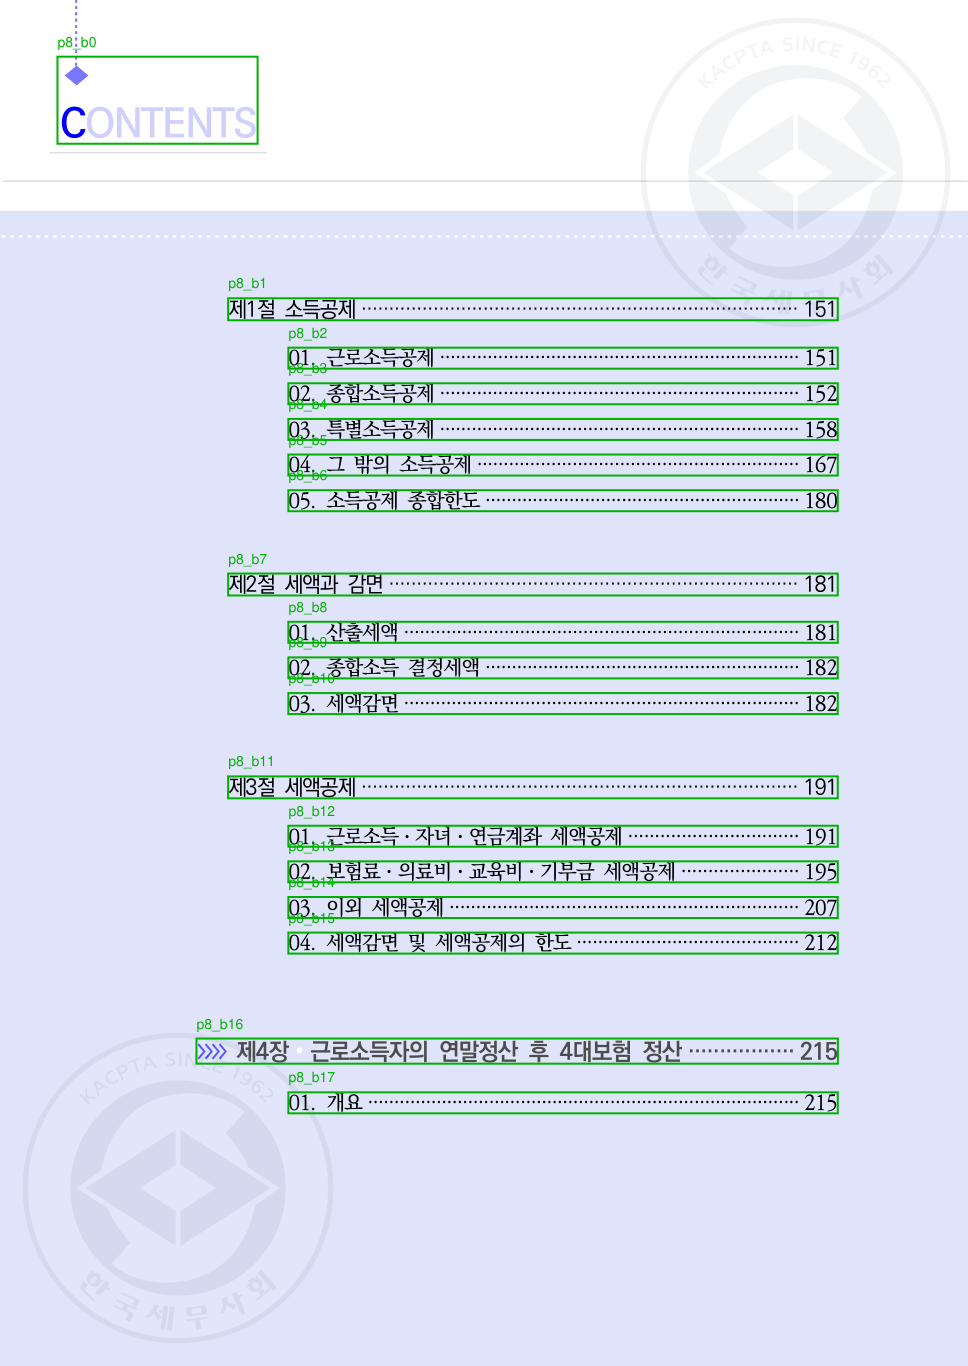 KACPTA SINCE 1962
한국세무사회
p8_b0
CONTENTS
p8_b1
제1절 소득공제 151
p8_b2
01. 근로소득공제 151
p8_b3
02. 종합소득공제 152
p8_b4
03. 특별소득공제 158
p8_b5
04. 그 밖의 소득공제 167
p8_b6
05. 소득공제 종합한도 180
p8_b7
제2절 세액과 감면 181
p8_b8
01. 산출세액 181
p8_b9
02. 종합소득 결정세액 182
p8_b10
03. 세액감면 182
p8_b11
제3절 세액공제 191
p8_b12
01. 근로소득·자녀·연금계좌 세액공제 191
p8_b13
02. 보험료·의료비·교육비·기부금 세액공제 195
p8_b14
03. 이외 세액공제 207
p8_b15
04. 세액감면 및 세액공제의 한도 212
p8_b16
제4장 · 근로소득자의 연말정산 후 4대보험 정산 215
p8_b17
01. 개요 215
KACPTA SINCE 1962
한국세무사회